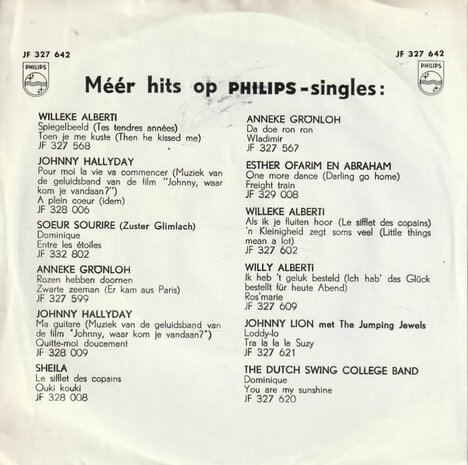 JF 327 642
JF 327 642
PHILIPS
PHILIPS
Méér hits op PHILIPS-singles:
WILLEKE ALBERTI
Spiegelbeeld (Tes tendres années)
Toen je me kuste (Then he kissed me)
JF 327 568
JOHNNY HALLYDAY
Pour moi la vie va commencer (Muziek van
de geluidsband van de film "Johnny, waar
kom je vandaan?")
A plein coeur (idem)
JF 328 006
SOEUR SOURIRE (Zuster Glimlach)
Dominique
Entre les étoiles
JF 332 802
ANNEKE GRÖNLOH
Rozen hebben doornen
Zwarte zeeman (Er kam aus Paris)
JF 327 599
JOHNNY HALLYDAY
Ma guitare (Muziek van de geluidsband van
de film "Johnny, waar kom je vandaan?")
Quitte-moi doucement
JF 328 009
SHEILA
Le sifflet des copains
Ouki kouki
JF 328 008
ANNEKE GRÖNLOH
Da doe ron ron
Wladimir
JF 327 567
ESTHER OFARIM EN ABRAHAM
One more dance (Darling go home)
Freight train
JF 329 008
WILLEKE ALBERTI
Als ik je fluiten hoor (Le sifflet des copains)
'n Kleinigheid zegt soms veel (Little things
mean a lot)
JF 327 602
WILLY ALBERTI
Ik heb 't geluk besteld (Ich hab' das Glück
bestellt für heute Abend)
Ros'marie
JF 327 609
JOHNNY LION met The Jumping Jewels
Loddy-lo
Tra la la la Suzy
JF 327 621
THE DUTCH SWING COLLEGE BAND
Dominique
You are my sunshine
JF 327 620